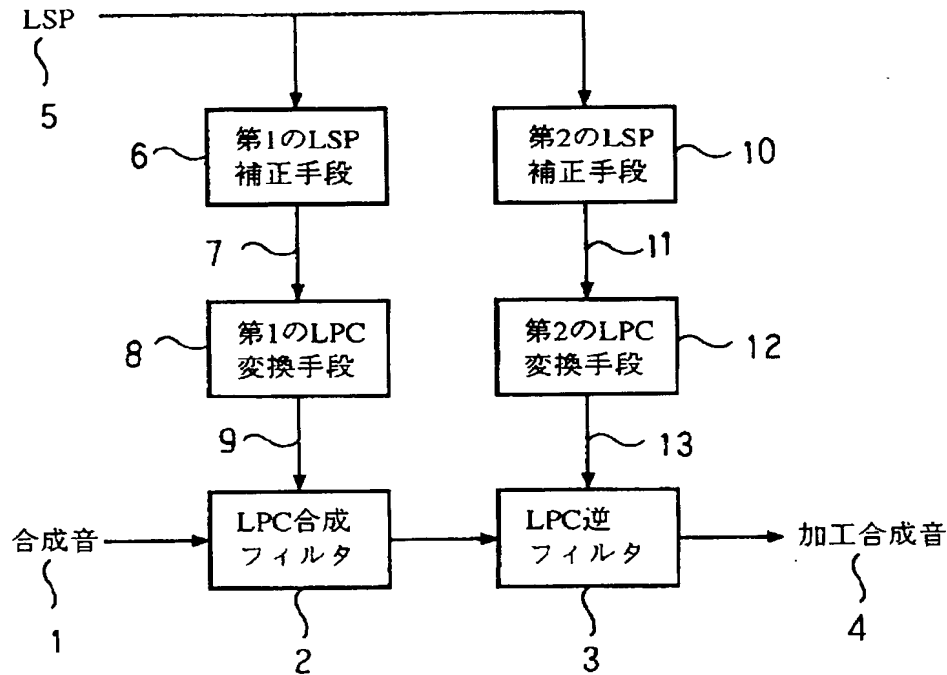 LSP
5
第1のLSP
補正手段
6
第2のLSP
補正手段
10
7
11
第1のLPC
変換手段
8
第2のLPC
変換手段
12
9
13
合成音
1
LPC合成
フィルタ
2
LPC逆
フィルタ
3
加工合成音
4